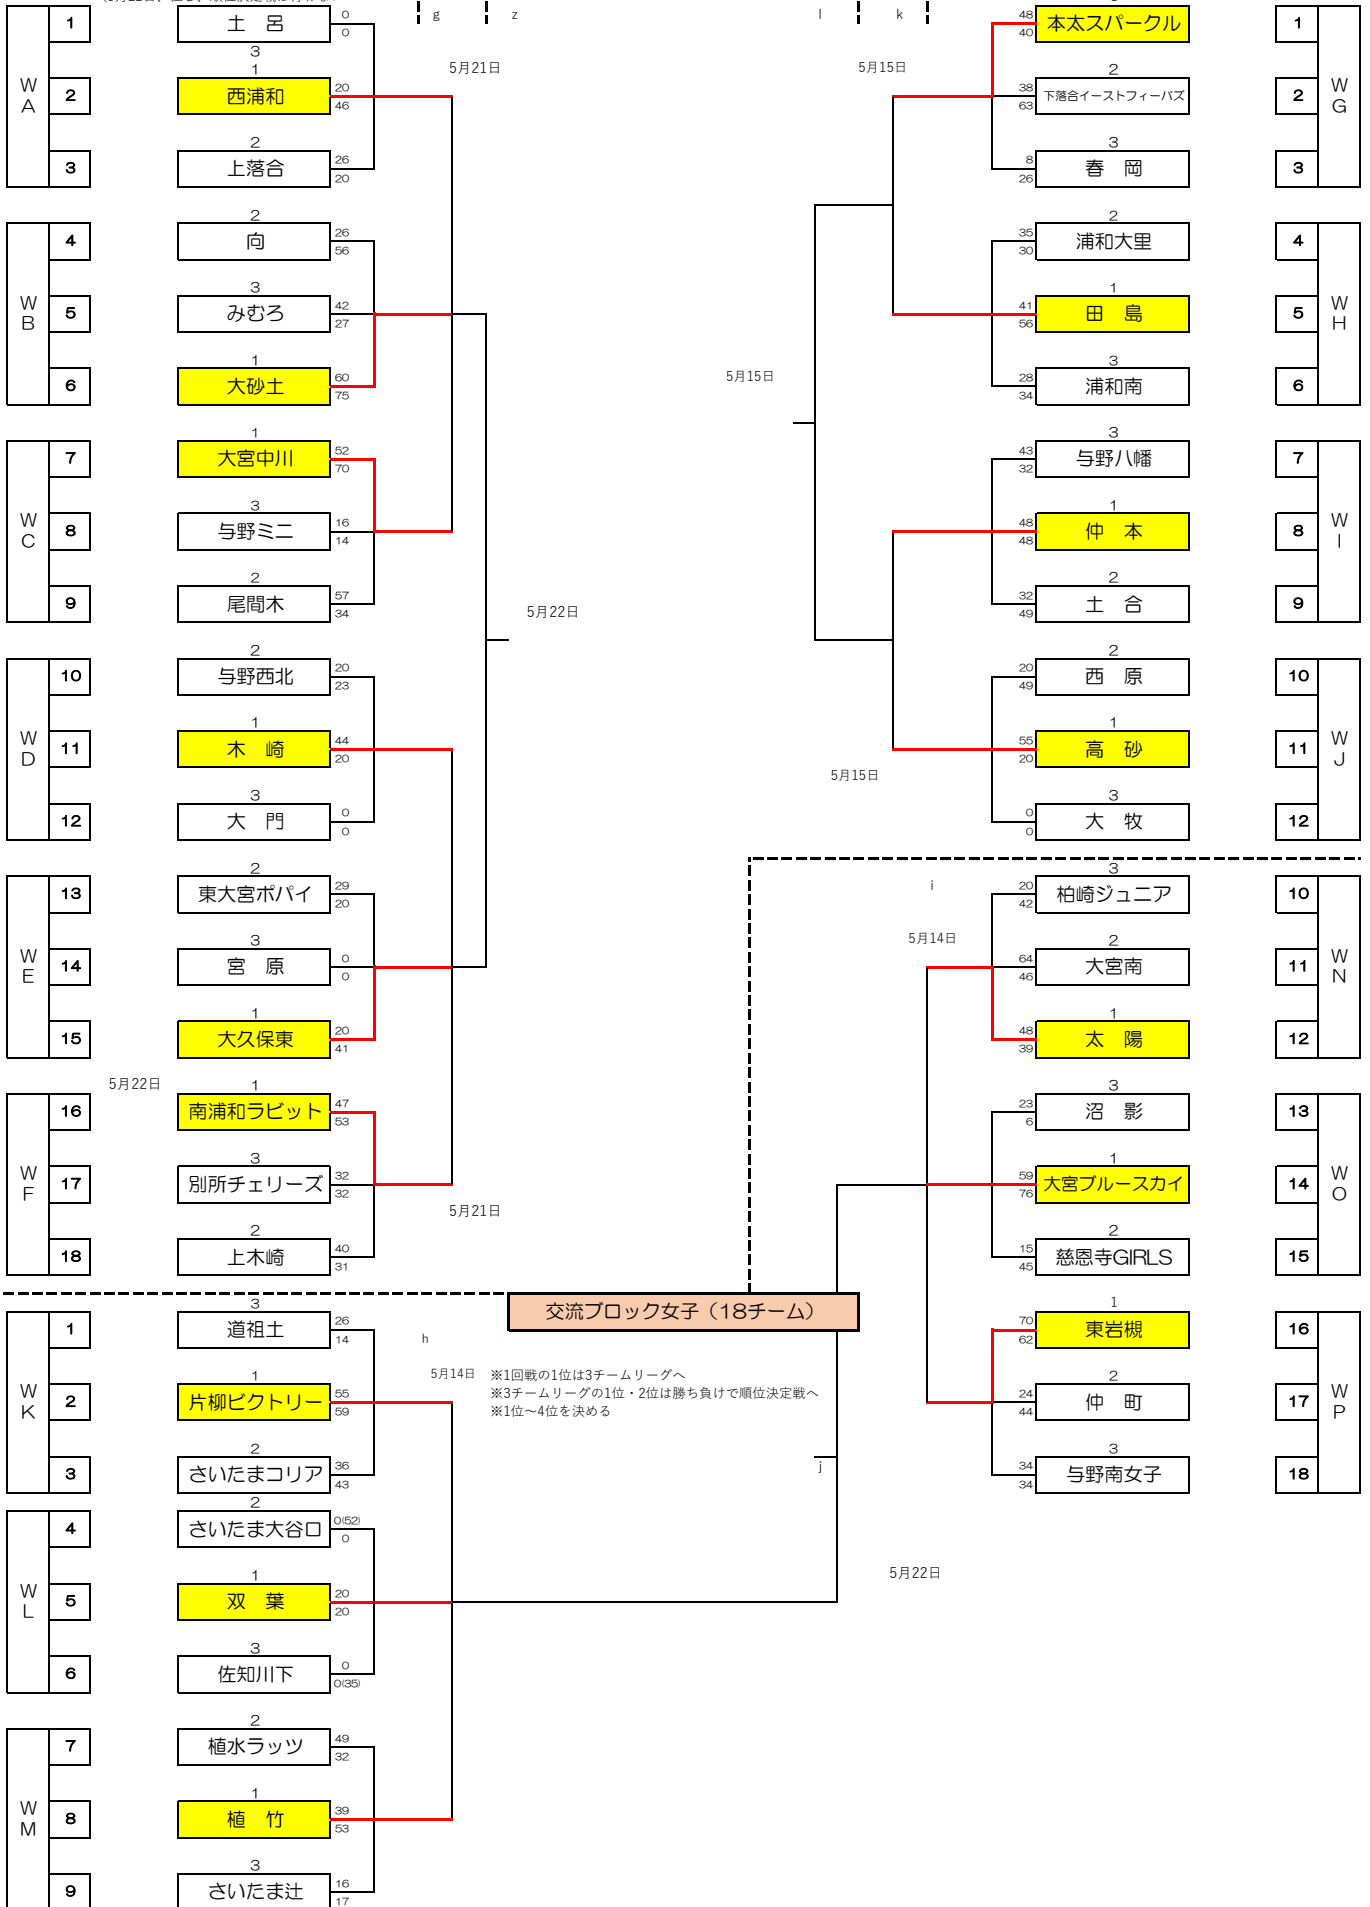 g
z
l
k
WA
1
土 呂
0
0
3
5月21日
1
2
西浦和
20
46
2
3
上落合
26
20
WB
2
4
向
26
56
3
5
みむろ
42
27
1
6
大砂土
60
75
WC
1
7
大宮中川
52
70
3
8
与野ミニ
16
14
2
9
尾間木
57
34
5月22日
WD
2
10
与野西北
20
23
1
11
木 崎
44
20
3
12
大 門
0
0
WE
2
13
東大宮ポパイ
29
20
3
14
宮 原
0
0
1
15
大久保東
20
41
5月22日
WF
1
16
南浦和ラビット
47
53
3
17
別所チェリーズ
32
32
5月21日
2
18
上木崎
40
31
5月15日
48
40
本太スパークル
1
WG
2
38
63
下落合イーストフィーバズ
2
3
8
26
春 岡
3
2
35
30
浦和大里
4
WH
1
41
56
田 島
5
5月15日
3
28
34
浦和南
6
3
43
32
与野八幡
7
WI
1
48
48
仲 本
8
2
32
49
土 合
9
2
20
49
西 原
10
WJ
1
55
20
高 砂
11
5月15日
3
0
0
大 牧
12
i
3
20
42
柏崎ジュニア
10
WN
5月14日
2
64
46
大宮南
11
1
48
39
太 陽
12
3
23
6
沼 影
13
WO
1
59
76
大宮ブルースカイ
14
2
15
45
慈恩寺GIRLS
15
1
70
62
東岩槻
16
WP
2
24
44
仲 町
17
3
34
34
与野南女子
18
交流ブロック女子（18チーム）
WK
3
1
道祖土
26
14
h
5月14日
※1回戦の1位は3チームリーグへ
※3チームリーグの1位・2位は勝ち負けで順位決定戦へ
※1位～4位を決める
1
2
片柳ビクトリー
55
59
2
3
さいたまコリア
36
43
j
WL
2
4
さいたま大谷口
0(52)
0
5月22日
1
5
双 葉
20
20
3
6
佐知川下
0
0(35)
WM
2
7
植水ラッツ
49
32
1
8
植 竹
39
53
3
9
さいたま辻
16
17